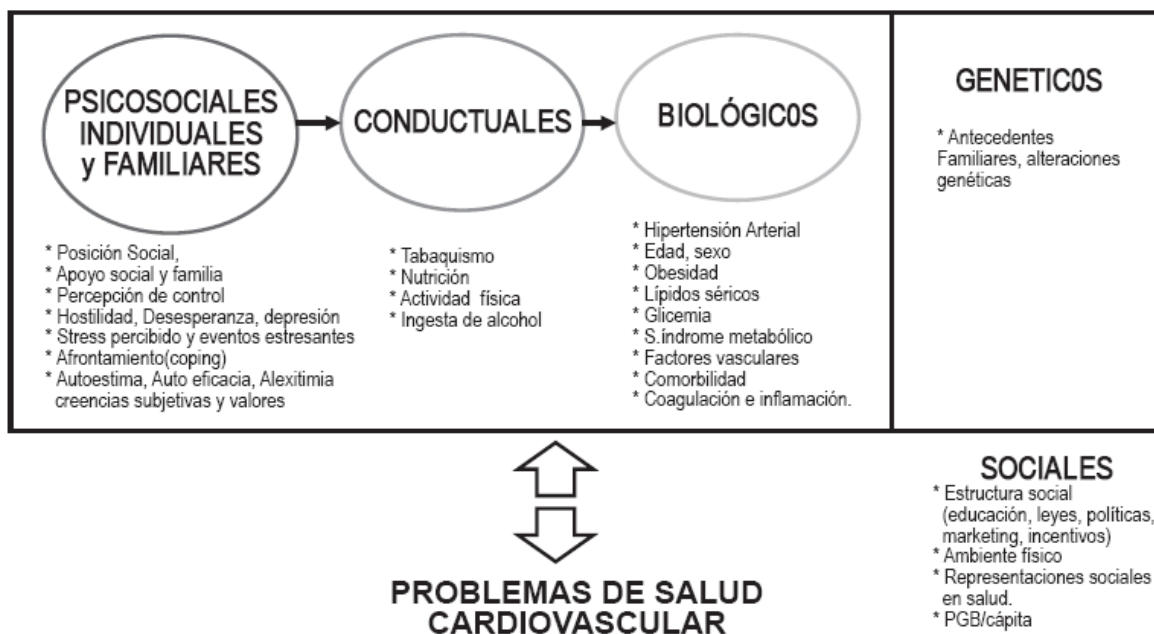 PSICOSOCIALES
INDIVIDUALES
y FAMILIARES
* Posición Social,
* Apoyo social y familia
* Percepción de control
* Hostilidad, Desesperanza, depresión
* Stress percibido y eventos estresantes
* Afrontamiento(coping)
* Autoestima, Auto eficacia, Alexitimia
creencias subjetivas y valores
CONDUCTUALES
* Tabaquismo
* Nutrición
* Actividad física
* Ingesta de alcohol
BIOLÓGIC0S
* Hipertensión Arterial
* Edad, sexo
* Obesidad
* Lípidos séricos
* Glicemia
* S.índrome metabólico
* Factores vasculares
* Comorbilidad
* Coagulación e inflamación.
GENETIC0S
* Antecedentes
Familiares, alteraciones
genéticas
SOCIALES
* Estructura social
(educación, leyes, políticas,
marketing, incentivos)
* Ambiente físico
* Representaciones sociales
en salud.
* PGB/cápita
PROBLEMAS DE SALUD
CARDIOVASCULAR